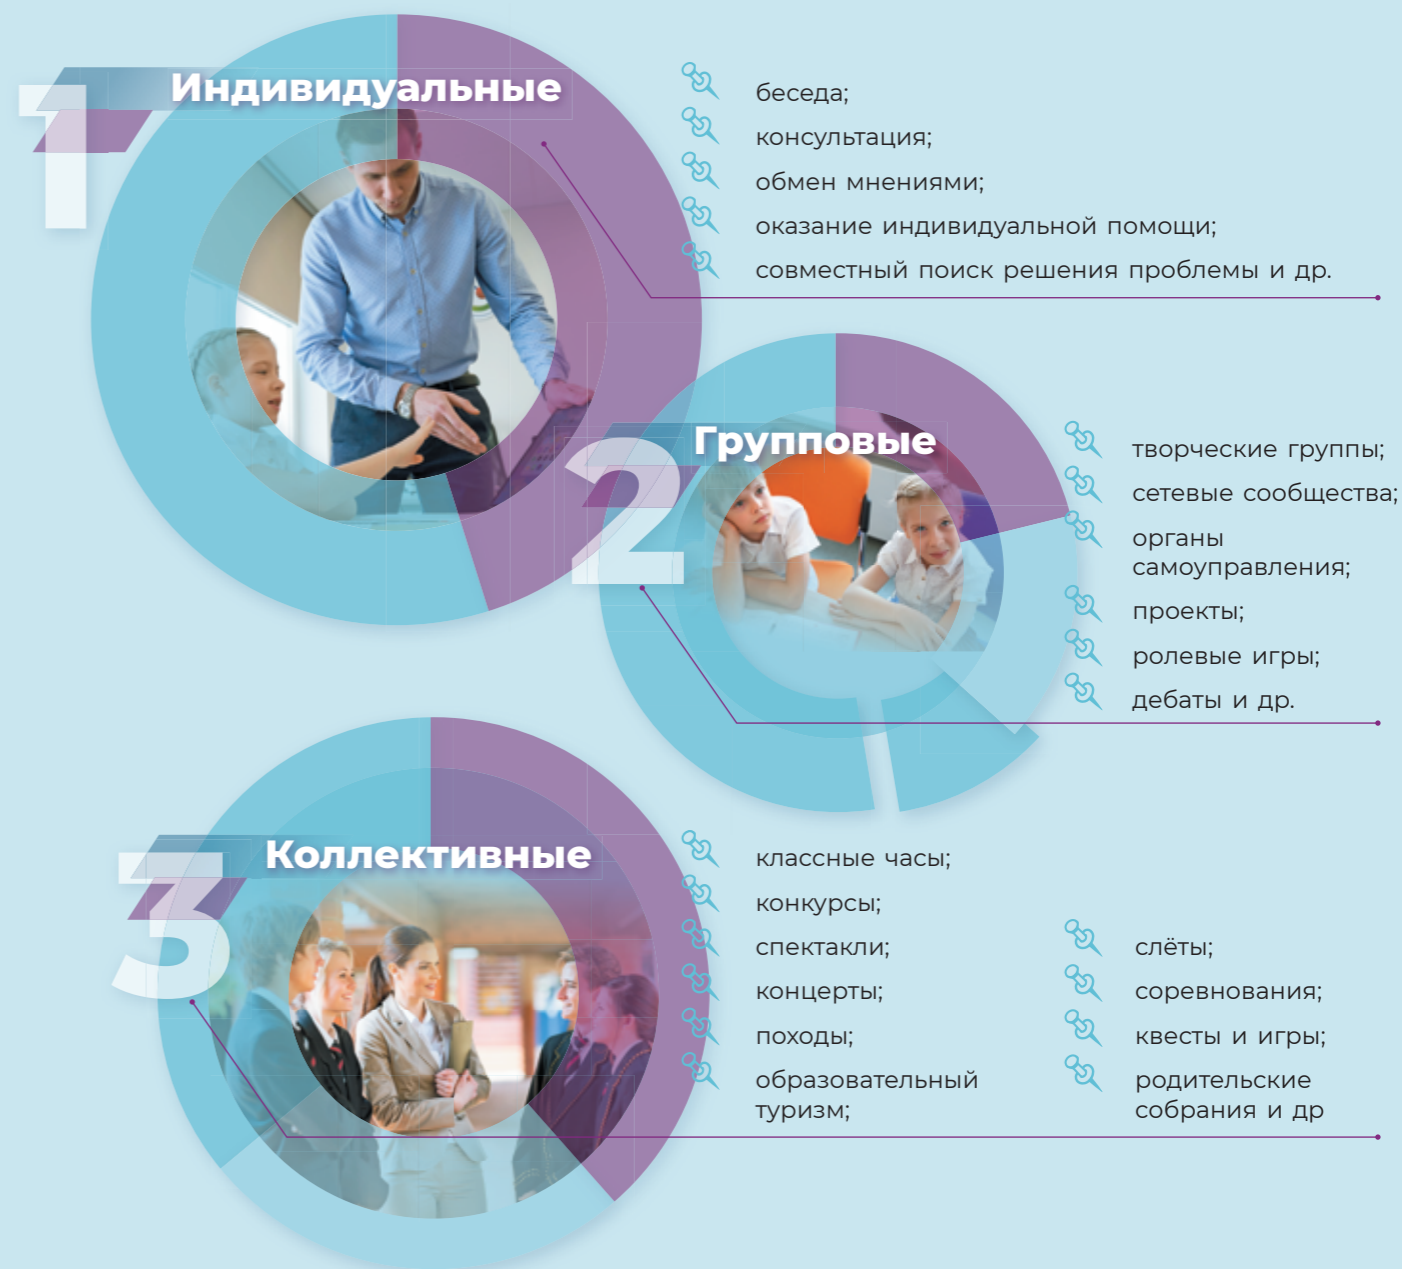 1
Индивидуальные
беседа;
консультация;
обмен мнениями;
оказание индивидуальной помощи;
совместный поиск решения проблемы и др.
2
Групповые
творческие группы;
сетевые сообщества;
органы
самоуправления;
проекты;
ролевые игры;
дебаты и др.
3
Коллективные
классные часы;
конкурсы;
спектакли;
концерты;
походы;
образовательный
туризм;
слёты;
соревнования;
квесты и игры;
родительские
собрания и др